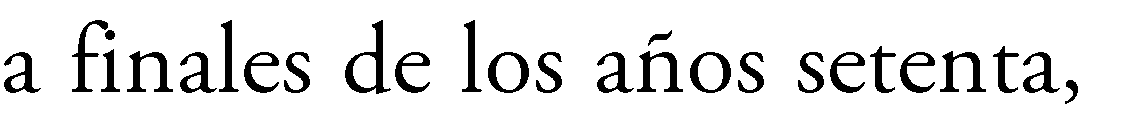 a finales de los años setenta,